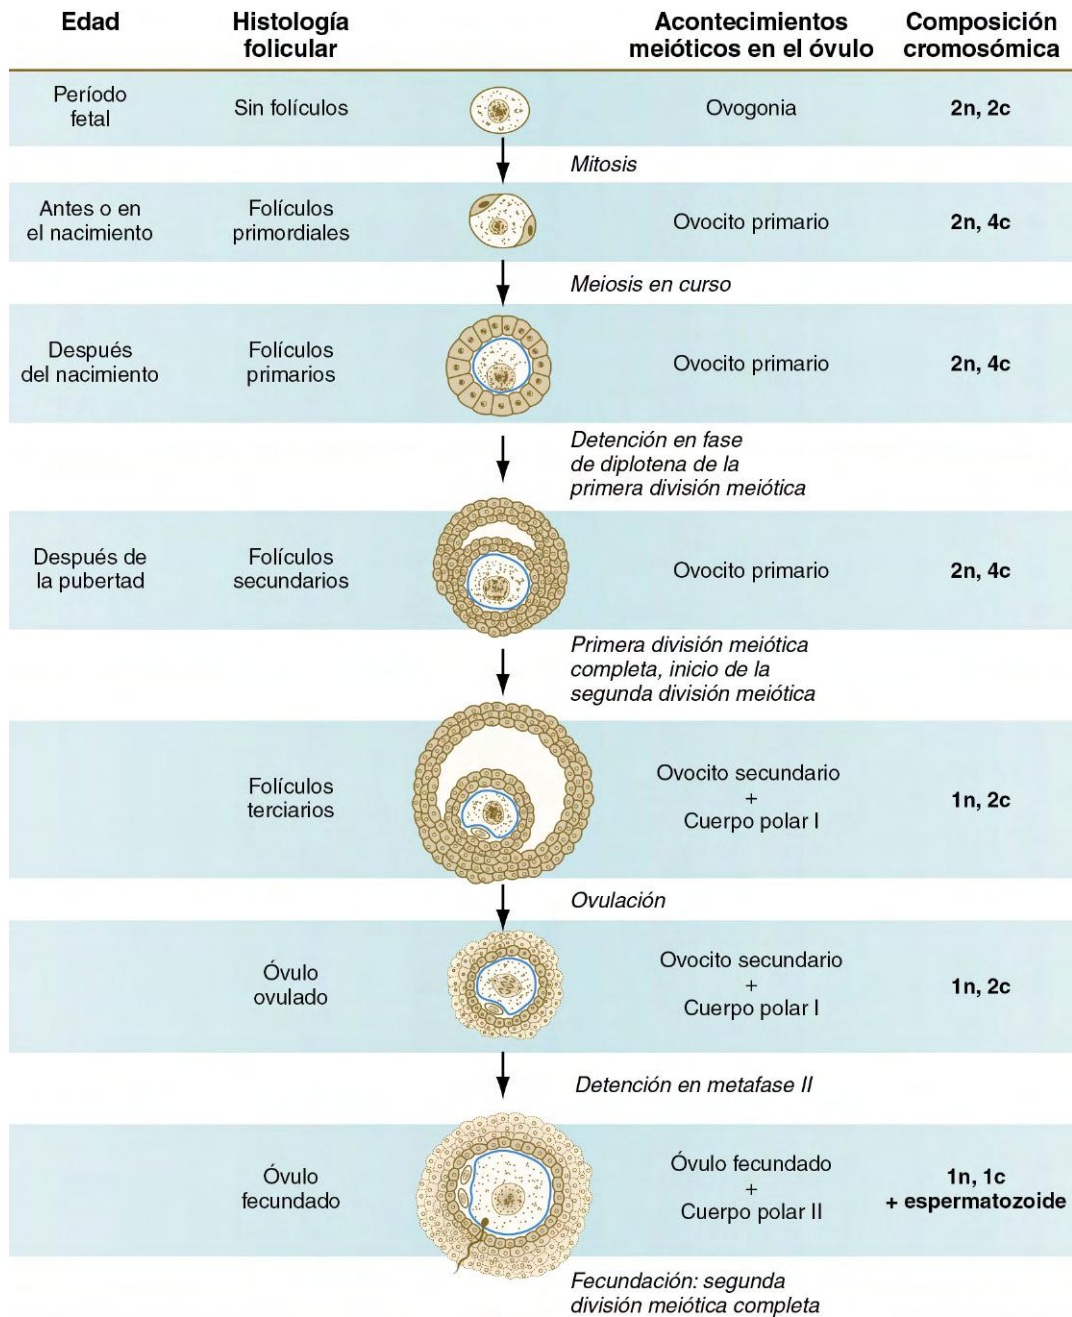 Edad
Histología
folicular
Acontecimientos
meióticos en el óvulo
Composición
cromosómica
Período
fetal
Sin folículos
Ovogonia
2n, 2c
Mitosis
Antes o en
el nacimiento
Folículos
primordiales
Ovocito primario
2n, 4c
Meiosis en curso
Después
del nacimiento
Folículos
primarios
Ovocito primario
2n, 4c
Detención en fase
de diplotena de la
primera división meiótica
Después de
la pubertad
Folículos
secundarios
Ovocito primario
2n, 4c
Primera división meiótica
completa, inicio de la
segunda división meiótica
Folículos
terciarios
Ovocito secundario
+
Cuerpo polar I
1n, 2c
Ovulación
Óvulo
ovulado
Ovocito secundario
+
Cuerpo polar I
1n, 2c
Detención en metafase II
Óvulo
fecundado
Óvulo fecundado
+
Cuerpo polar II
1n, 1c
+ espermatozoide
Fecundación: segunda
división meiótica completa